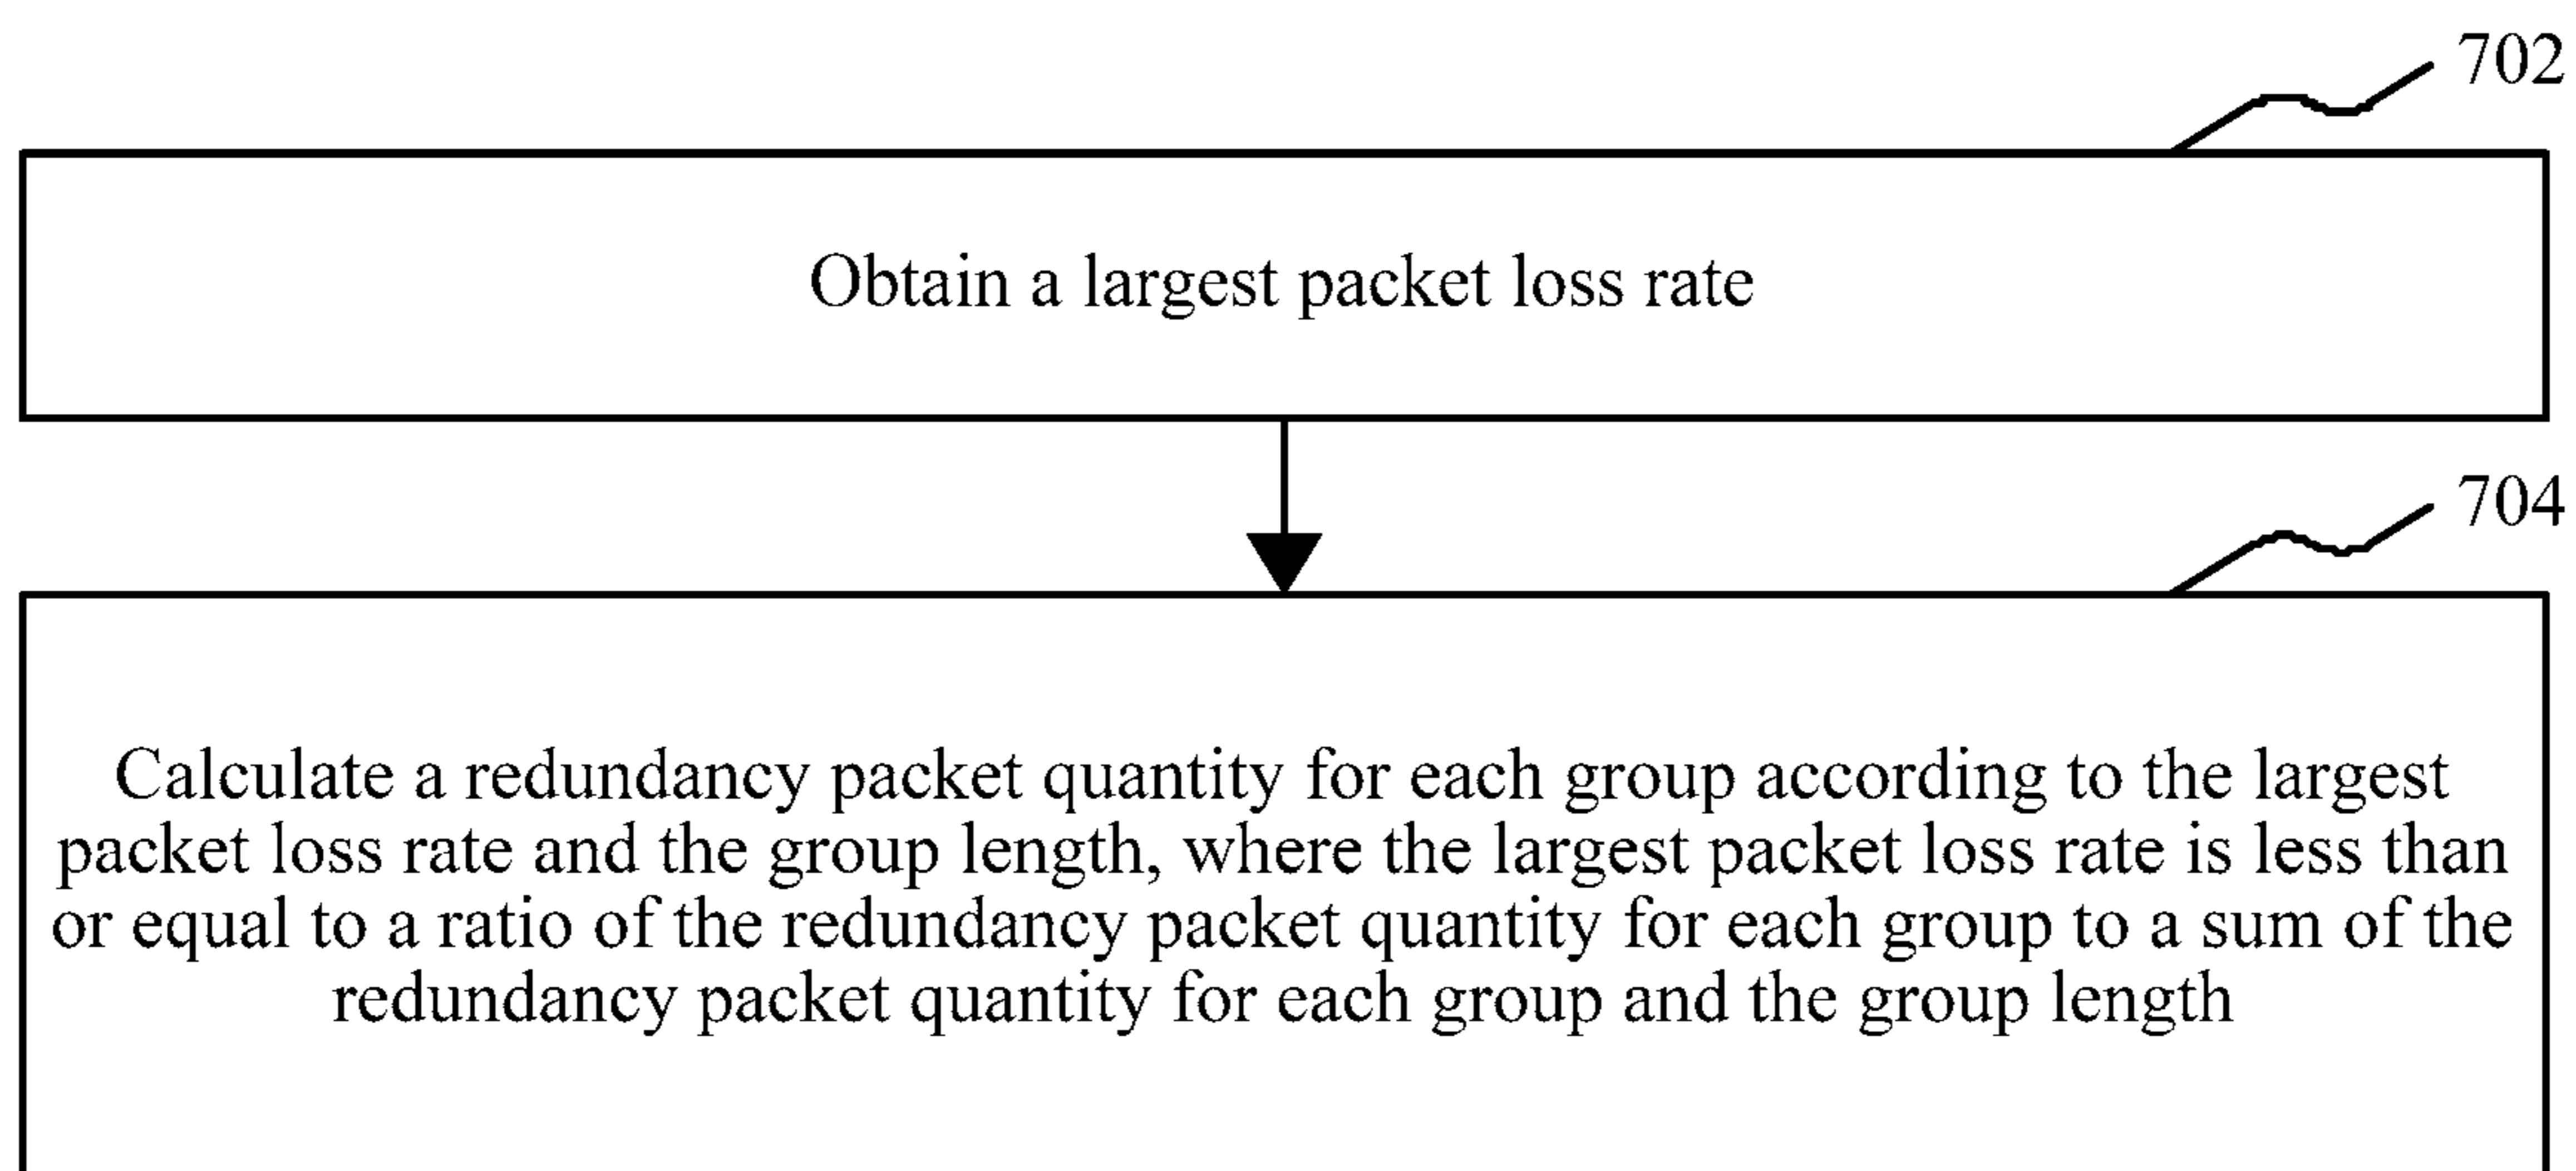 702
Obtain a largest packet loss rate
704
Calculate a redundancy packet quantity for each group according to the largest
packet loss rate and the group length, where the largest packet loss rate is less than
or equal to a ratio of the redundancy packet quantity for each group to a sum of the
redundancy packet quantity for each group and the group length